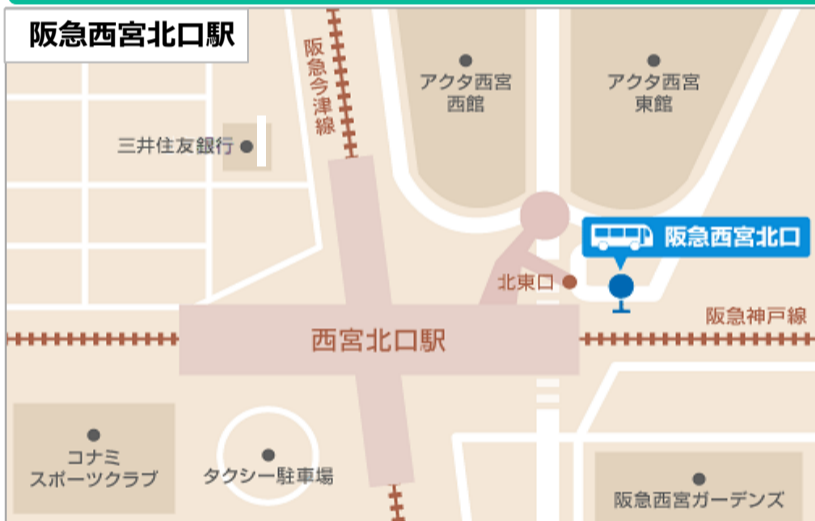 阪急西宮北口駅
阪急今津線
アクタ西宮
西館
アクタ西宮
東館
三井住友銀行
阪急西宮北口
北東口
阪急神戸線
西宮北口駅
コナミ
スポーツクラブ
タクシー駐車場
阪急西宮ガーデンズ